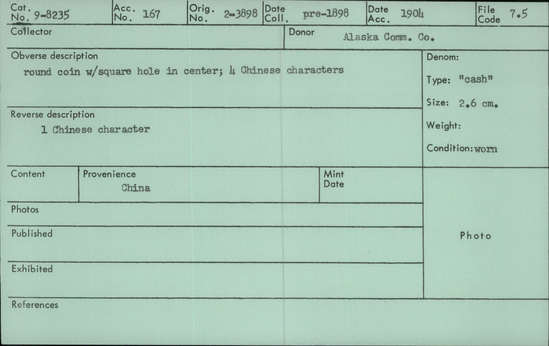 Cat. No. 9-8235 Acc. No. 167 Orig. No. 2-3898 Date Coll. pre-1898 Date Acc. 1904 File Code 7.5
Collector Donor Alaska Comm. Co.
Obverse description
round coin w/square hole in center; 4 Chinese characters
Denom:
Type: "cash"
Size: 2.6 cm.
Weight:
Condition: worn
Reverse description
1 Chinese character
Content Provenience China Mint Date
Photos
Published
Exhibited
References
Photo